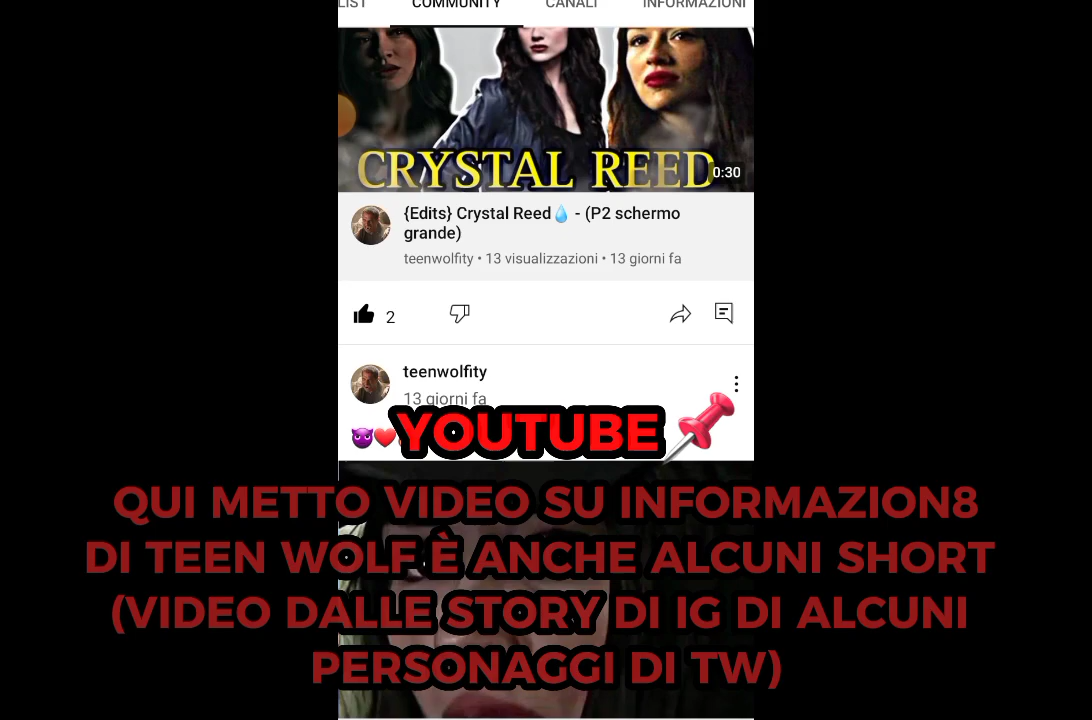 LIST COMMUNITY CANALI INFORMAZIONI
CRYSTAL REED
0:30
{Edits} Crystal Reed💧 - (P2 schermo
grande)
teenwolfity • 13 visualizzazioni • 13 giorni fa
2
teenwolfity
13 giorni fa
😈❤️
YOUTUBE📌
QUI METTO VIDEO SU INFORMAZION8
DI TEEN WOLF È ANCHE ALCUNI SHORT
(VIDEO DALLE STORY DI IG DI ALCUNI
PERSONAGGI DI TW)